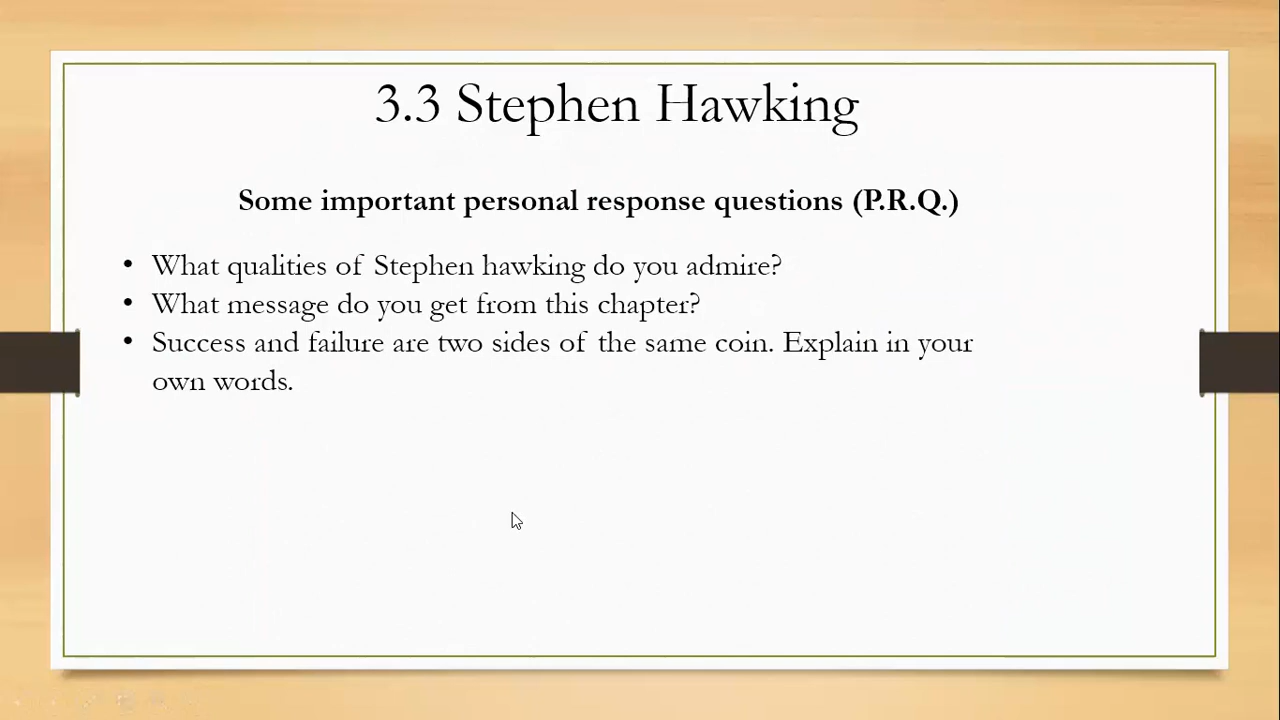 3.3 Stephen Hawking
Some important personal response questions (P.R.Q.)
• What qualities of Stephen hawking do you admire?
• What message do you get from this chapter?
• Success and failure are two sides of the same coin. Explain in your
own words.